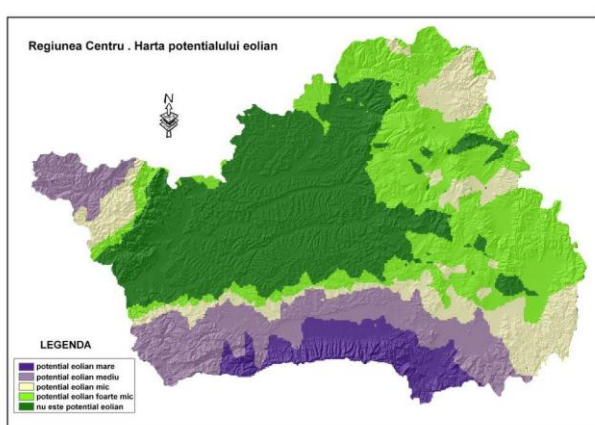 Regiunea Centru . Harta potentialului eolian
N
LEGENDA
potential eolian mare
potential eolian mediu
potential eolian mic
potential eolian foarte mic
nu este potential eolian